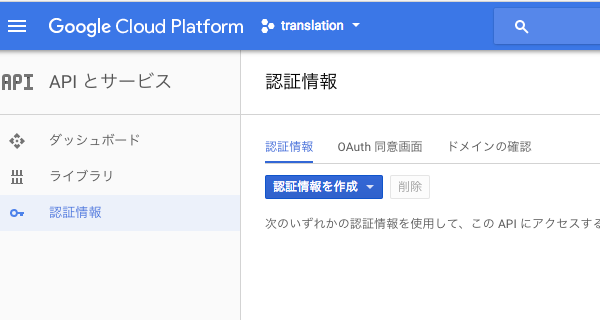 Google Cloud Platform
translation
API
API とサービス
認証情報
ダッシュボード
ライブラリ
認証情報
認証情報
OAuth 同意画面
ドメインの確認
認証情報を作成
削除
次のいずれかの認証情報を使用して、この API にアクセスする